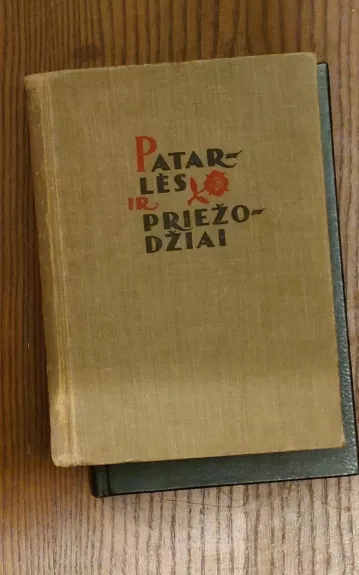 PATAR-
LĖS
IR
PRIEŽO-
DŽIAI